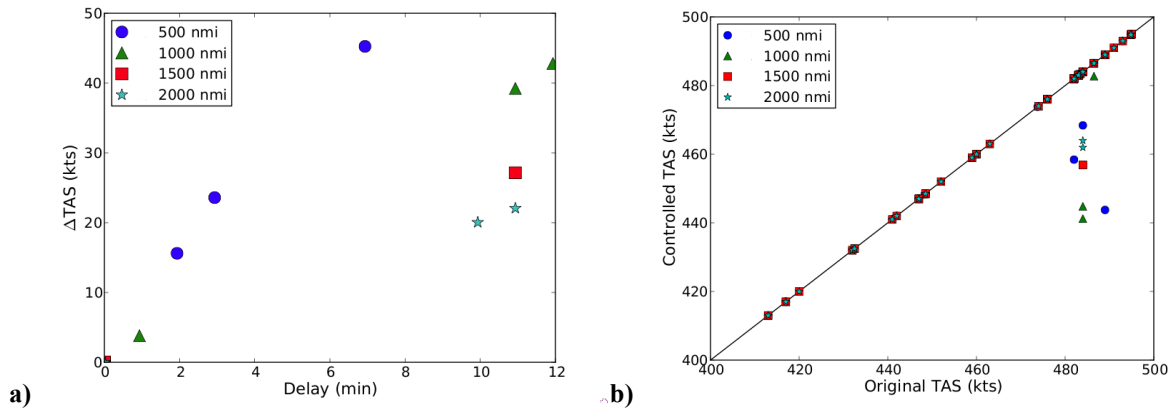 50
40
30
20
10
0
ΔTAS (kts)
500 nmi
1000 nmi
1500 nmi
2000 nmi
0 2 4 6 8 10 12
Delay (min)
a)
500
480
460
440
420
400
Controlled TAS (kts)
500 nmi
1000 nmi
1500 nmi
2000 nmi
400 420 440 460 480 500
Original TAS (kts)
b)